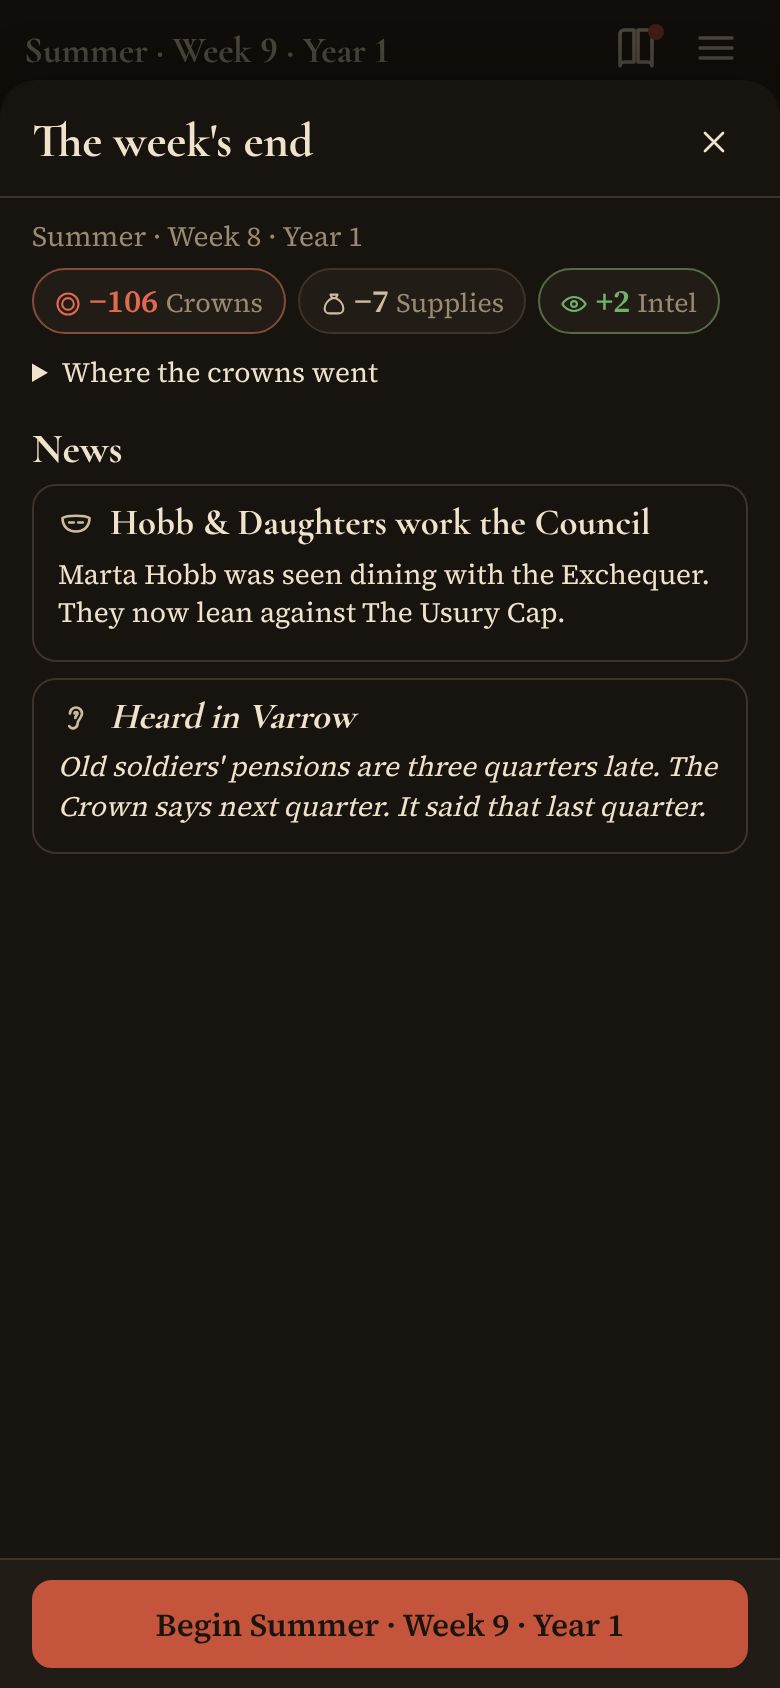 Summer · Week 9 · Year 1
The week's end
Summer · Week 8 · Year 1
−106 Crowns
−7 Supplies
+2 Intel
Where the crowns went
News
Hobb & Daughters work the Council
Marta Hobb was seen dining with the Exchequer.
They now lean against The Usury Cap.
Heard in Varrow
Old soldiers' pensions are three quarters late. The
Crown says next quarter. It said that last quarter.
Begin Summer · Week 9 · Year 1